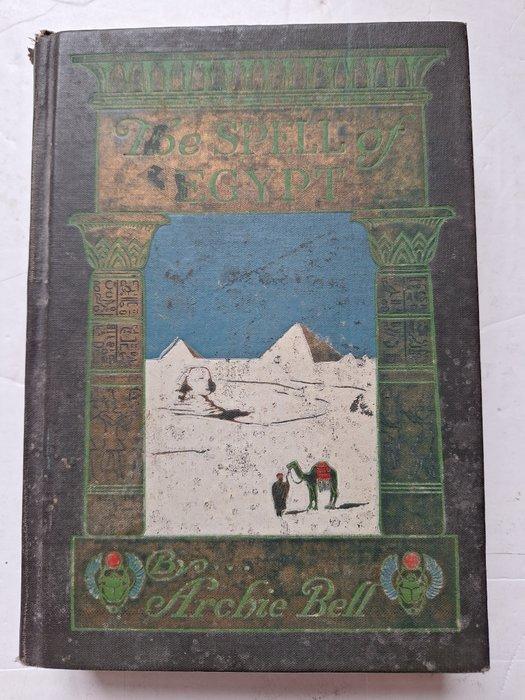 The SPELL of
EGYPT
By...
Archie Bell